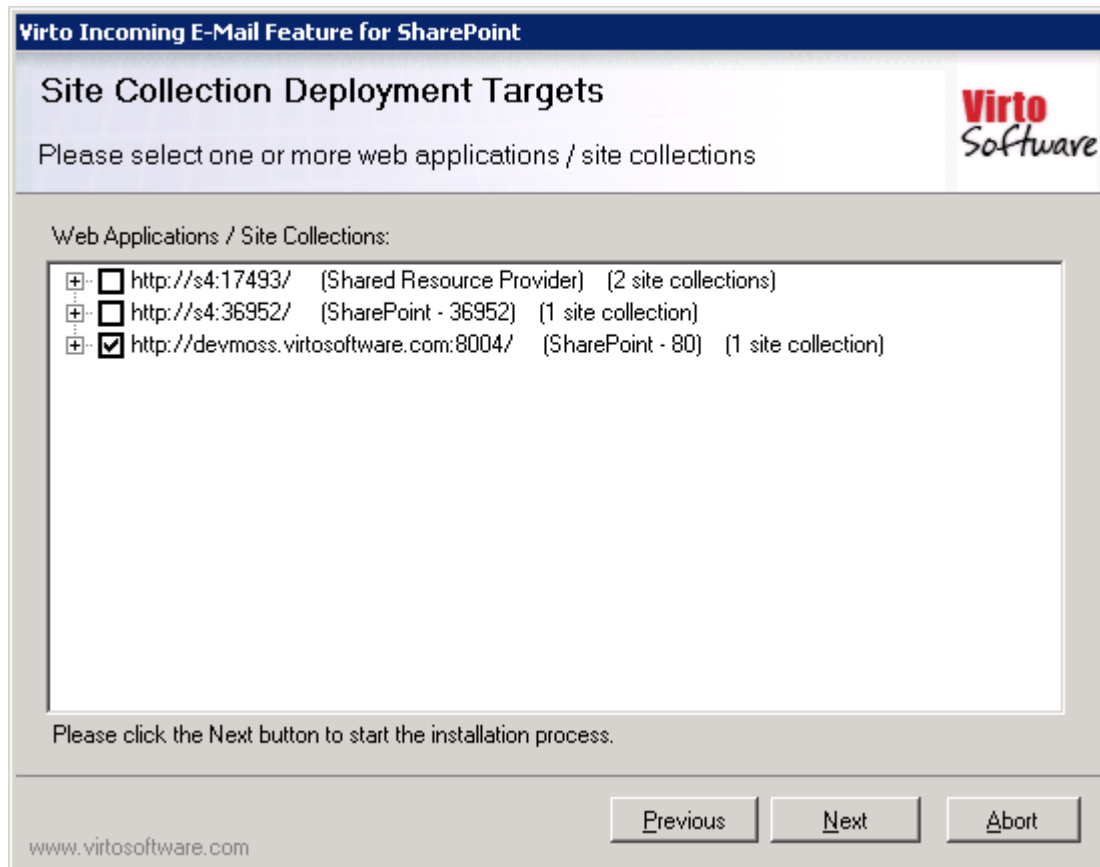 Virto Incoming E-Mail Feature for SharePoint
Site Collection Deployment Targets
Please select one or more web applications / site collections
Virto
Software
Web Applications / Site Collections:
http://s4:17493/ (Shared Resource Provider) (2 site collections)
http://s4:36952/ (SharePoint - 36952) (1 site collection)
http://devmoss.virtosoftware.com:8004/ (SharePoint - 80) (1 site collection)
Please click the Next button to start the installation process.
Previous Next Abort
www.virtosoftware.com